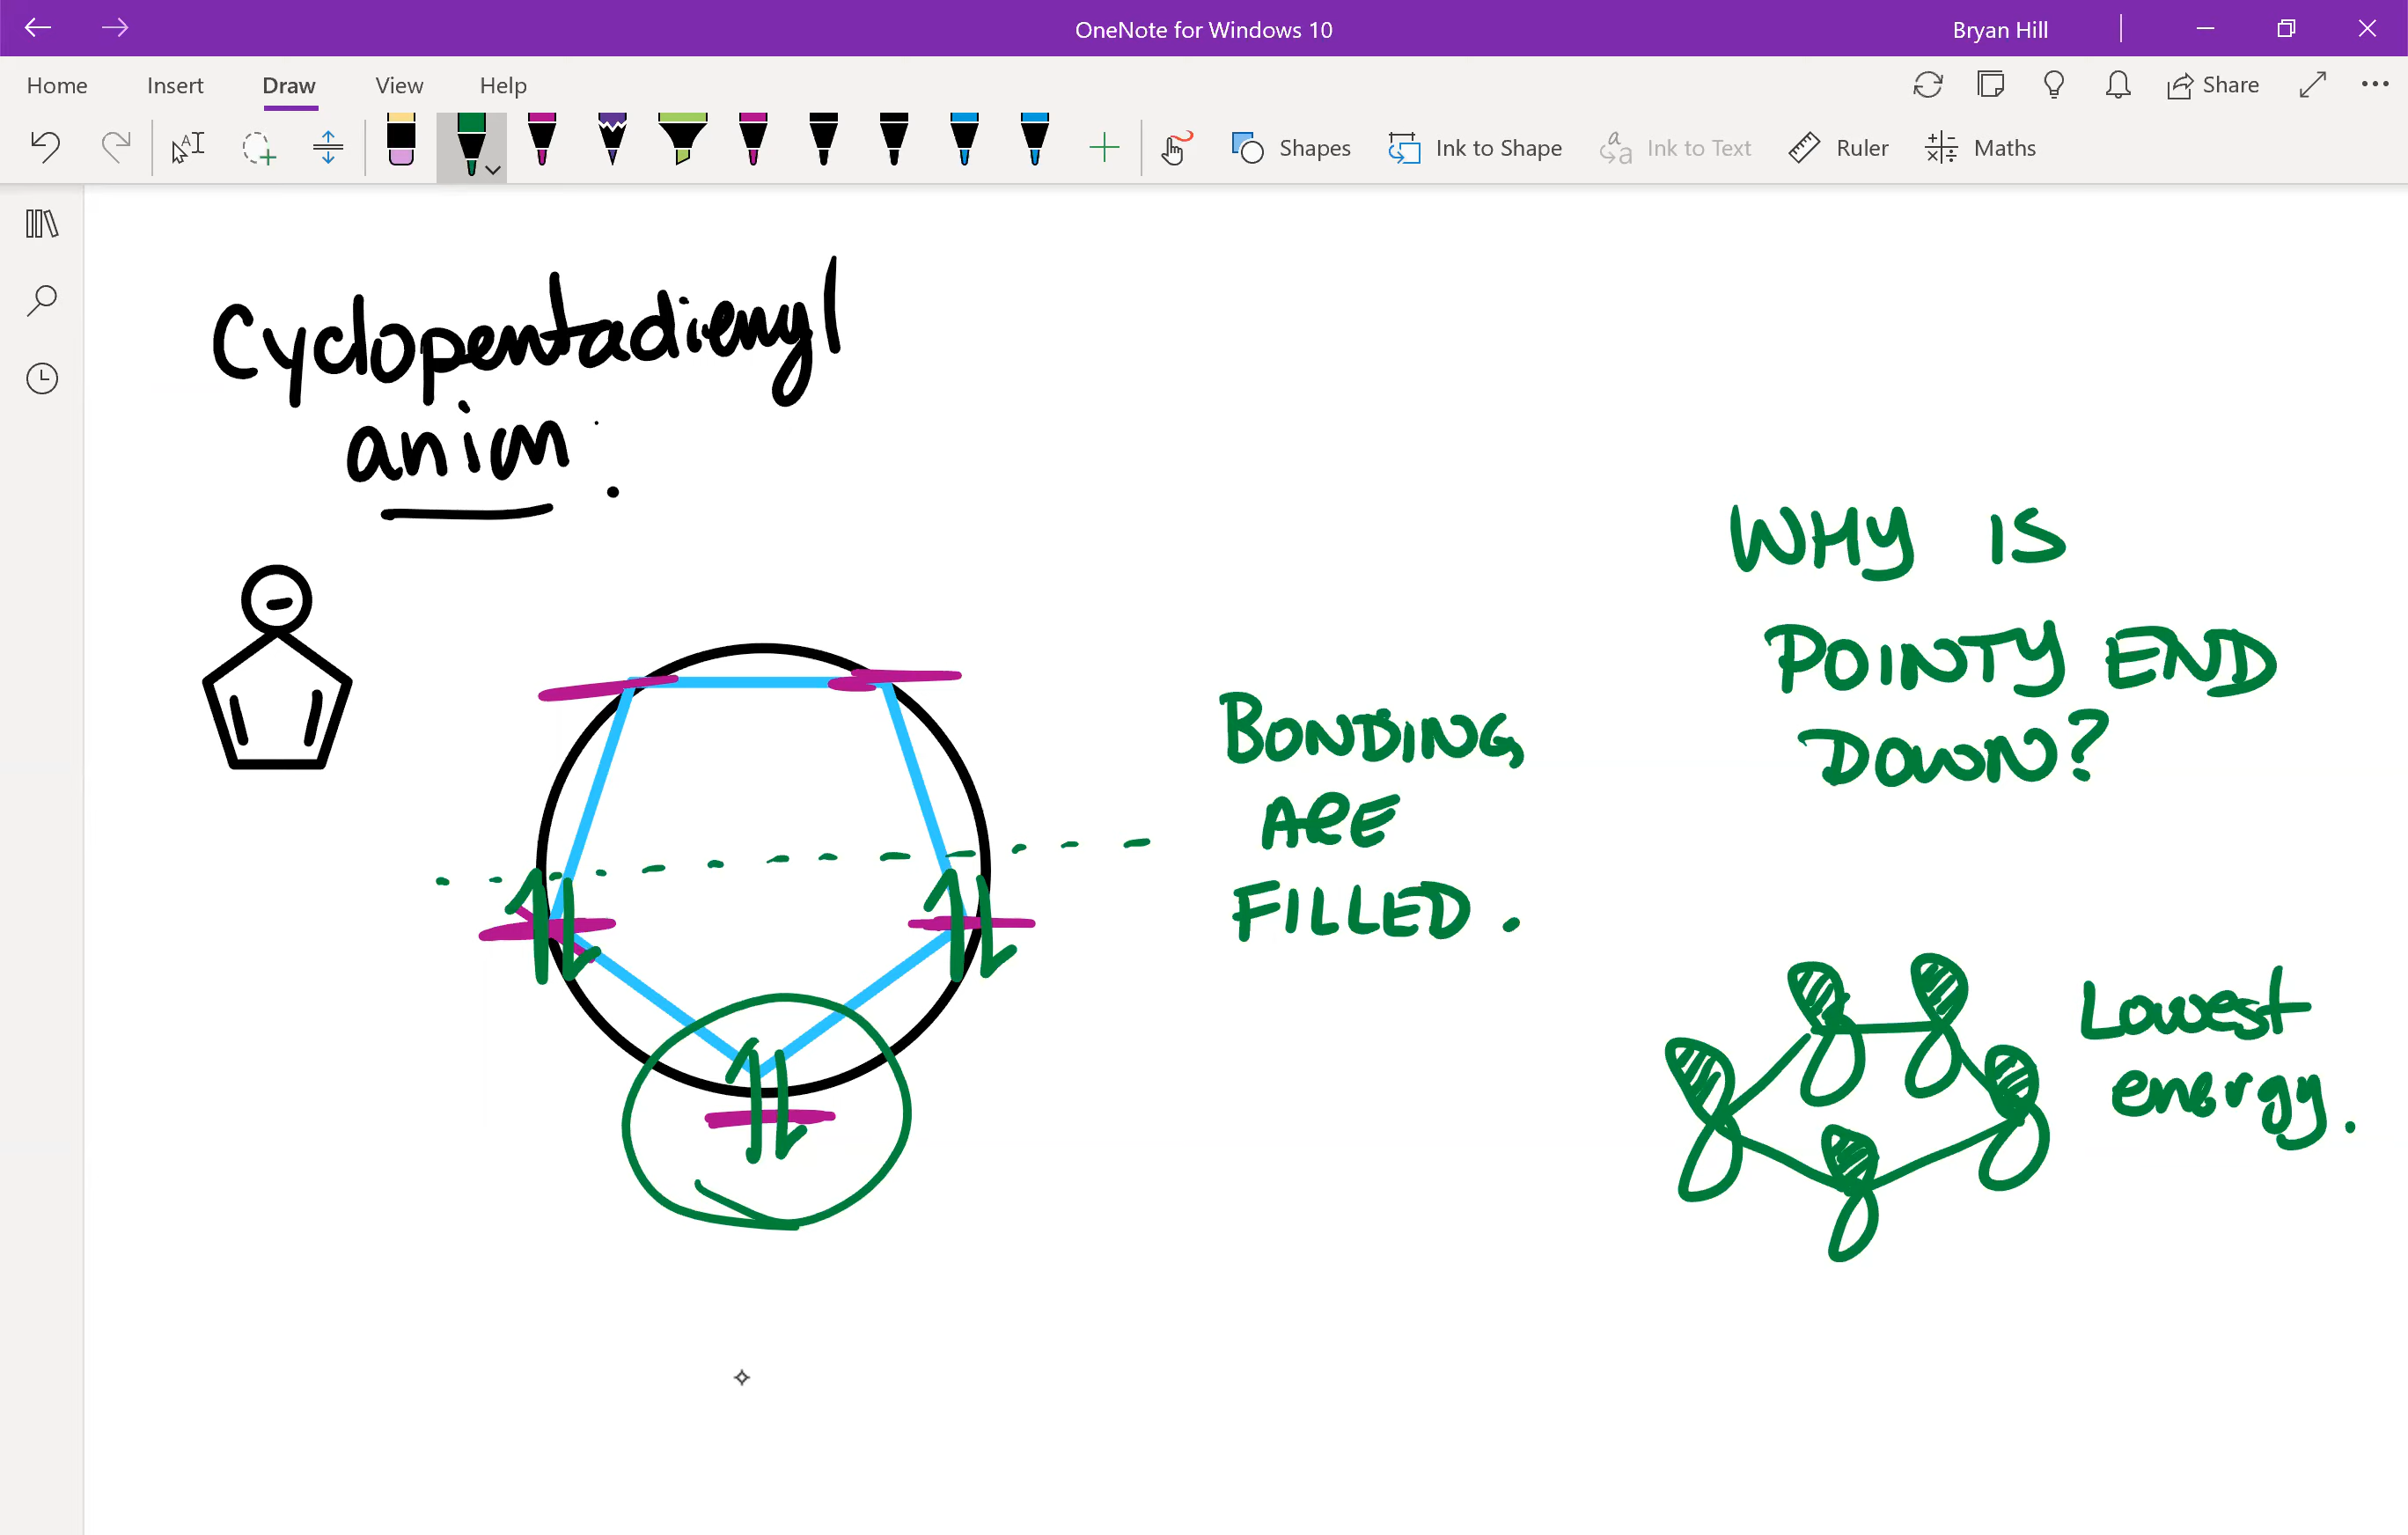 OneNote for Windows 10
Bryan Hill
Home Insert Draw View Help
Share
Shapes Ink to Shape Ink to Text Ruler Maths
Cyclopentadienyl
anion :
WHY IS
POINTY END
DOWN?
BONDING
ARE
FILLED.
Lowest
energy.